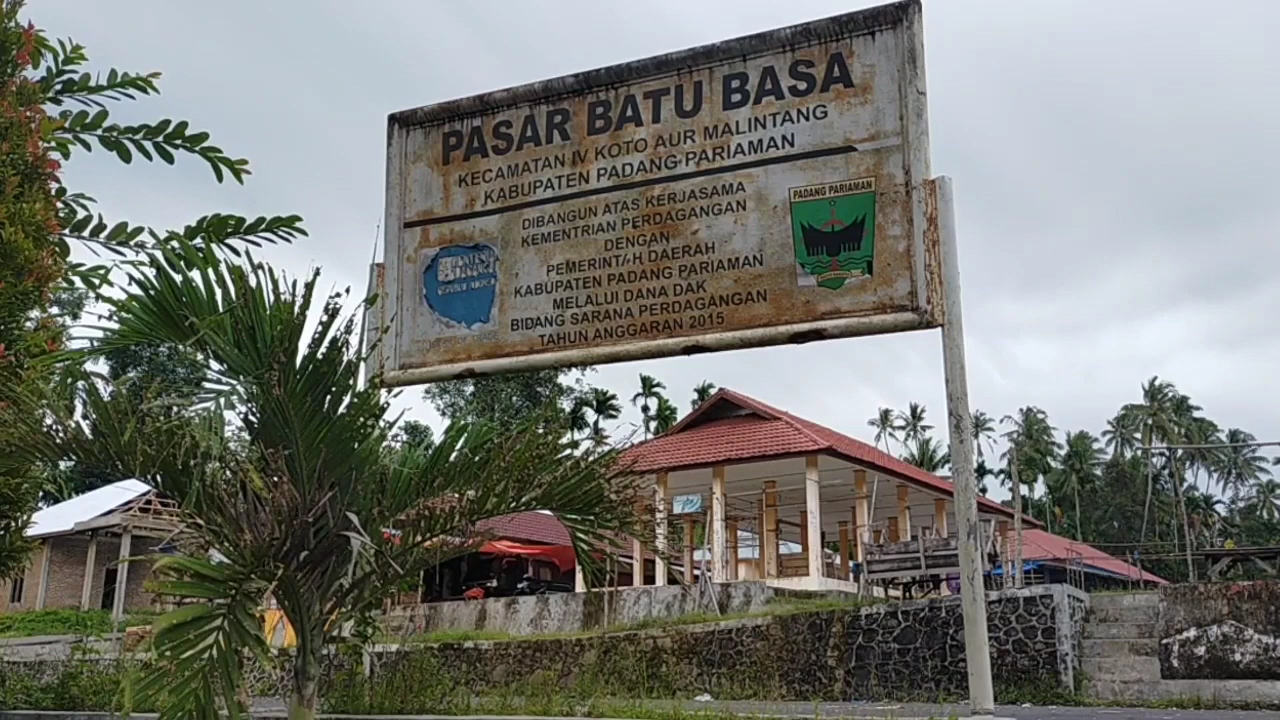 PASAR BATU BASA
KECAMATAN IV KOTO AUR MALINTANG
KABUPATEN PADANG PARIAMAN
DIBANGUN ATAS KERJASAMA
KEMENTRIAN PERDAGANGAN
DENGAN
PEMERINTAH DAERAH
KABUPATEN PADANG PARIAMAN
MELALUI DANA DAK
BIDANG SARANA PERDAGANGAN
TAHUN ANGGARAN 2015
PADANG PARIAMAN